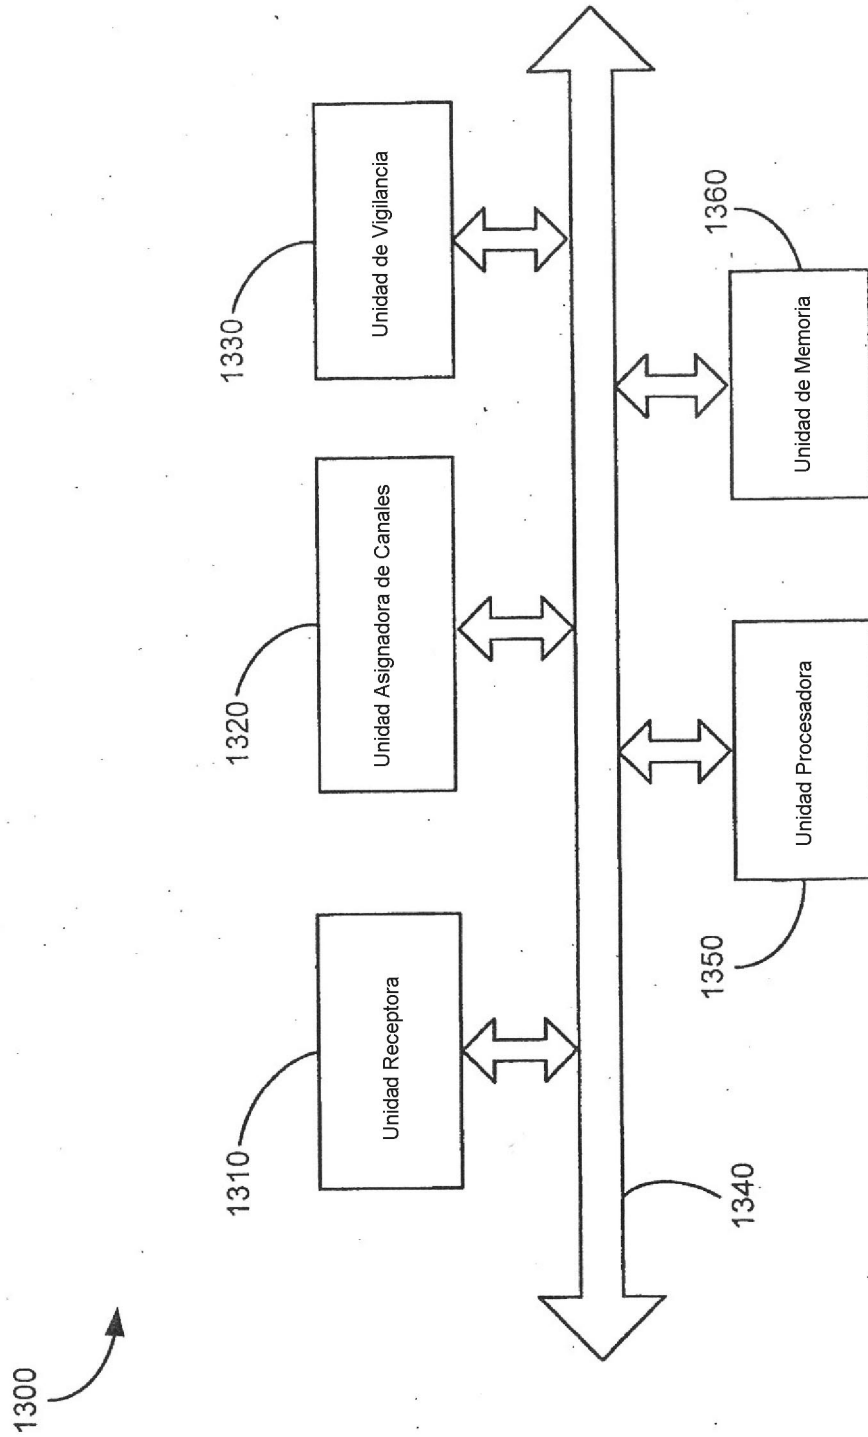 1300
1310
Unidad Receptora
1320
Unidad Asignadora de Canales
1330
Unidad de Vigilancia
1340
1350
Unidad Procesadora
1360
Unidad de Memoria